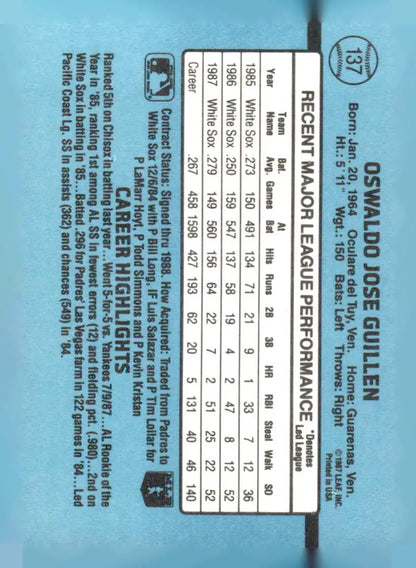 137
OSWALDO JOSE GUILLEN
Born: Jan. 20 1964 Oculare del Tuy, Ven. Home: Guarenas, Ven.
Ht.: 5' 11" Wgt.: 150 Bats: Left Throws: Right
©1987 LEAF, INC.
Printed in USA
RECENT MAJOR LEAGUE PERFORMANCE *Denotes Led League
Year Team Name Bat. Avg. Games At Bat Hits Runs 2B 3B HR RBI Steal Walk SO
1985 White Sox .273 150 491 134 71 21 9 1 33 7 12 36
1986 White Sox .250 159 547 137 58 19 4 2 47 8 12 52
1987 White Sox .279 149 560 156 64 22 7 2 51 25 22 52
Career .267 458 1598 427 193 62 20 5 131 40 46 140
Contract Status: Signed thru 1988. How Acquired: Traded from Padres to
White Sox 12/6/84 with P Bill Long, IF Luis Salazar and P Tim Lollar for
P LaMarr Hoyt, P Todd Simmons and P Kevin Kristan
CAREER HIGHLIGHTS
Ranked 5th on Chisox in batting last year...Went 5-for-5 vs. Yankees 7/9/87...AL Rookie of the
Year in '85, ranking 1st among AL SS in fewest errors (12) and fielding pct. (.980)...2nd on
White Sox in batting in '85...Batted .296 for Padres' Las Vegas farm in 122 games in '84...Led
Pacific Coast Lg. SS in assists (362) and chances (549) in '84.